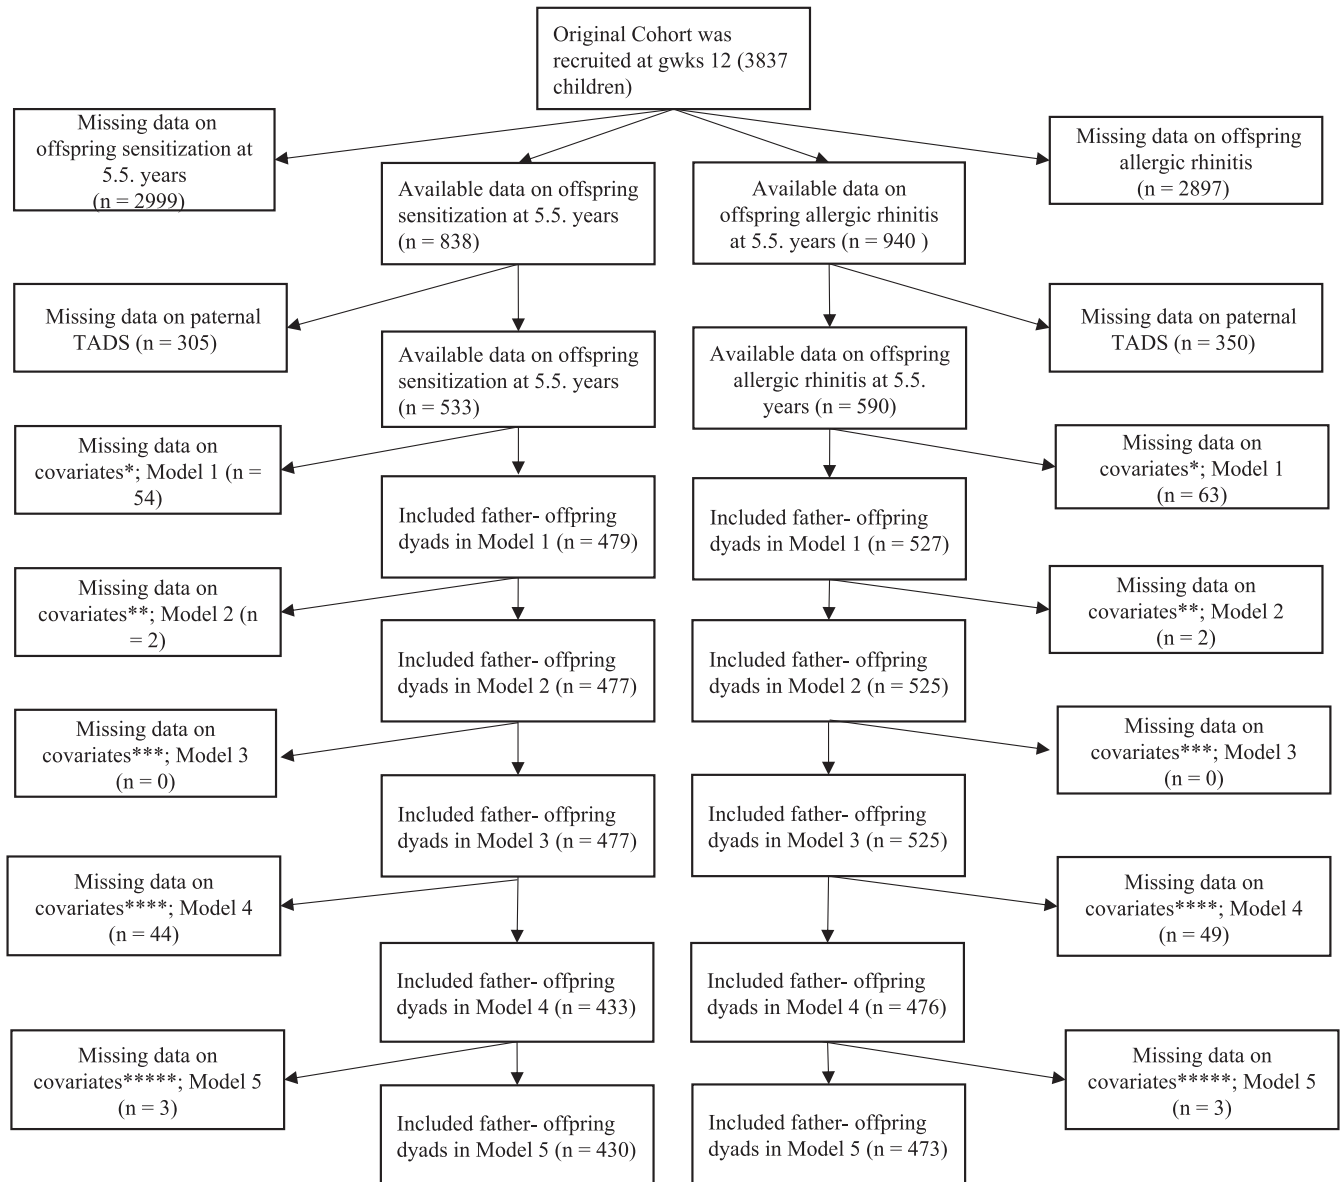 Original Cohort was
recruited at gwks 12 (3837
children)
Missing data on
offspring sensitization at
5.5. years
(n = 2999)
Missing data on offspring
allergic rhinitis
(n = 2897)
Available data on offspring
sensitization at 5.5. years
(n = 838)
Available data on
offspring allergic rhinitis
at 5.5. years (n = 940 )
Missing data on paternal
TADS (n = 305)
Missing data on paternal
TADS (n = 350)
Available data on offspring
sensitization at 5.5. years
(n = 533)
Available data on offspring
allergic rhinitis at 5.5.
years (n = 590)
Missing data on
covariates*; Model 1 (n =
54)
Missing data on
covariates*; Model 1
(n = 63)
Included father- offpring
dyads in Model 1 (n = 479)
Included father- offpring
dyads in Model 1 (n = 527)
Missing data on
covariates**; Model 2 (n
= 2)
Missing data on
covariates**; Model 2
(n = 2)
Included father- offpring
dyads in Model 2 (n = 477)
Included father- offpring
dyads in Model 2 (n = 525)
Missing data on
covariates***; Model 3
(n = 0)
Missing data on
covariates***; Model 3
(n = 0)
Included father- offpring
dyads in Model 3 (n = 477)
Included father- offpring
dyads in Model 3 (n = 525)
Missing data on
covariates****; Model 4
(n = 44)
Missing data on
covariates****; Model 4
(n = 49)
Included father- offpring
dyads in Model 4 (n = 433)
Included father- offpring
dyads in Model 4 (n = 476)
Missing data on
covariates*****; Model 5
(n = 3)
Missing data on
covariates*****; Model 5
(n = 3)
Included father- offpring
dyads in Model 5 (n = 430)
Included father- offpring
dyads in Model 5 (n = 473)